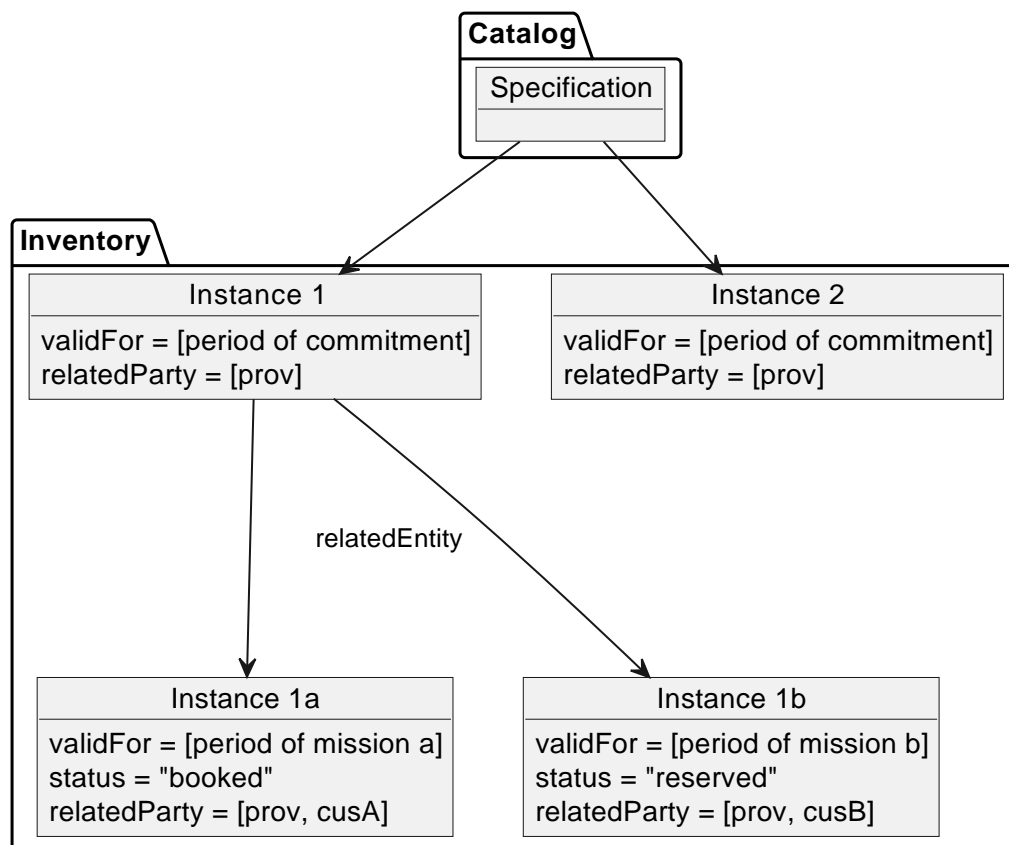 Catalog
Specification
Inventory
Instance 1
validFor = [period of commitment]
relatedParty = [prov]
Instance 2
validFor = [period of commitment]
relatedParty = [prov]
relatedEntity
Instance 1a
validFor = [period of mission a]
status = "booked"
relatedParty = [prov, cusA]
Instance 1b
validFor = [period of mission b]
status = "reserved"
relatedParty = [prov, cusB]